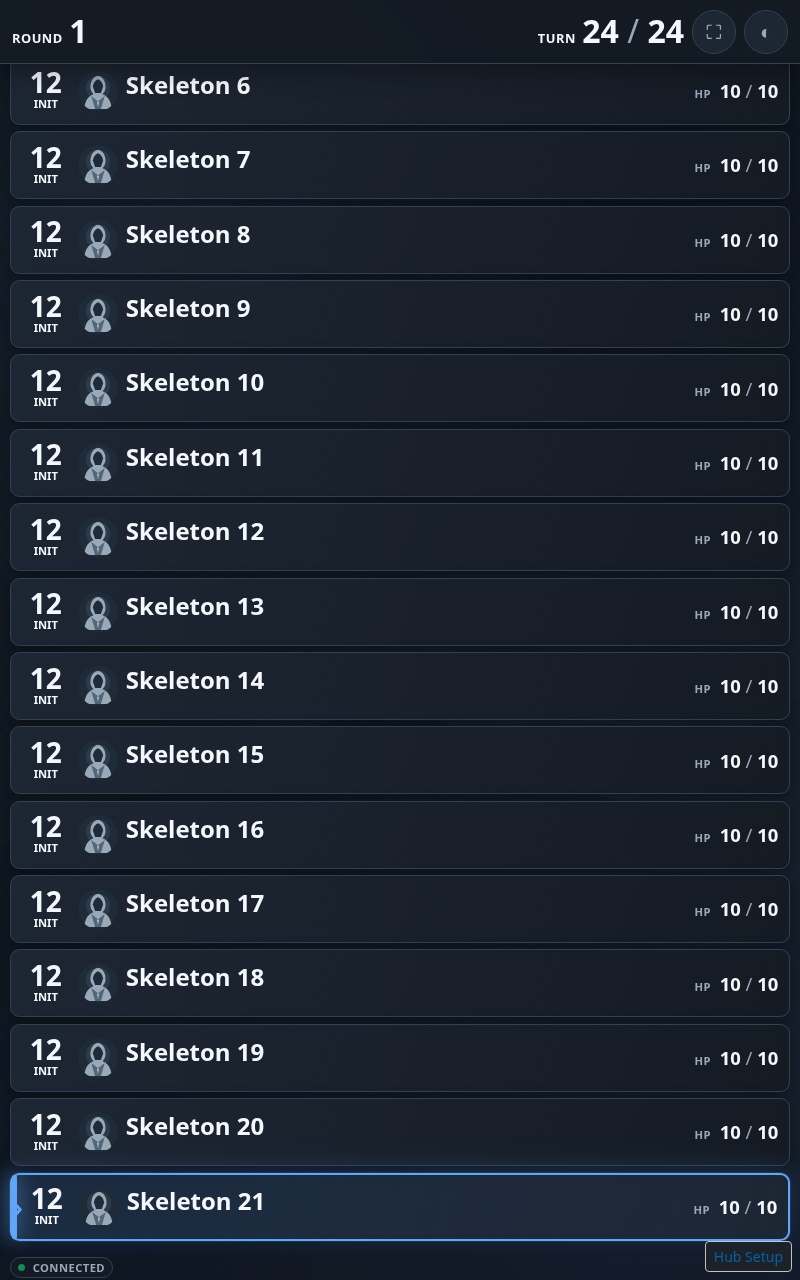 ROUND 1 TURN 24 / 24
12 INIT Skeleton 6 HP 10 / 10
12 INIT Skeleton 7 HP 10 / 10
12 INIT Skeleton 8 HP 10 / 10
12 INIT Skeleton 9 HP 10 / 10
12 INIT Skeleton 10 HP 10 / 10
12 INIT Skeleton 11 HP 10 / 10
12 INIT Skeleton 12 HP 10 / 10
12 INIT Skeleton 13 HP 10 / 10
12 INIT Skeleton 14 HP 10 / 10
12 INIT Skeleton 15 HP 10 / 10
12 INIT Skeleton 16 HP 10 / 10
12 INIT Skeleton 17 HP 10 / 10
12 INIT Skeleton 18 HP 10 / 10
12 INIT Skeleton 19 HP 10 / 10
12 INIT Skeleton 20 HP 10 / 10
12 INIT Skeleton 21 HP 10 / 10
Hub Setup
CONNECTED